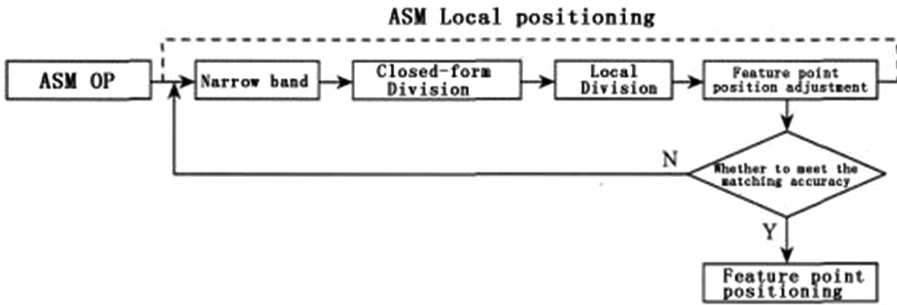 ASM Local positioning
ASM OP
Narrow band
Closed-form
Division
Local
Division
Feature point
position adjustment
N
Whether to meet the
matching accuracy
Y
Feature point
positioning